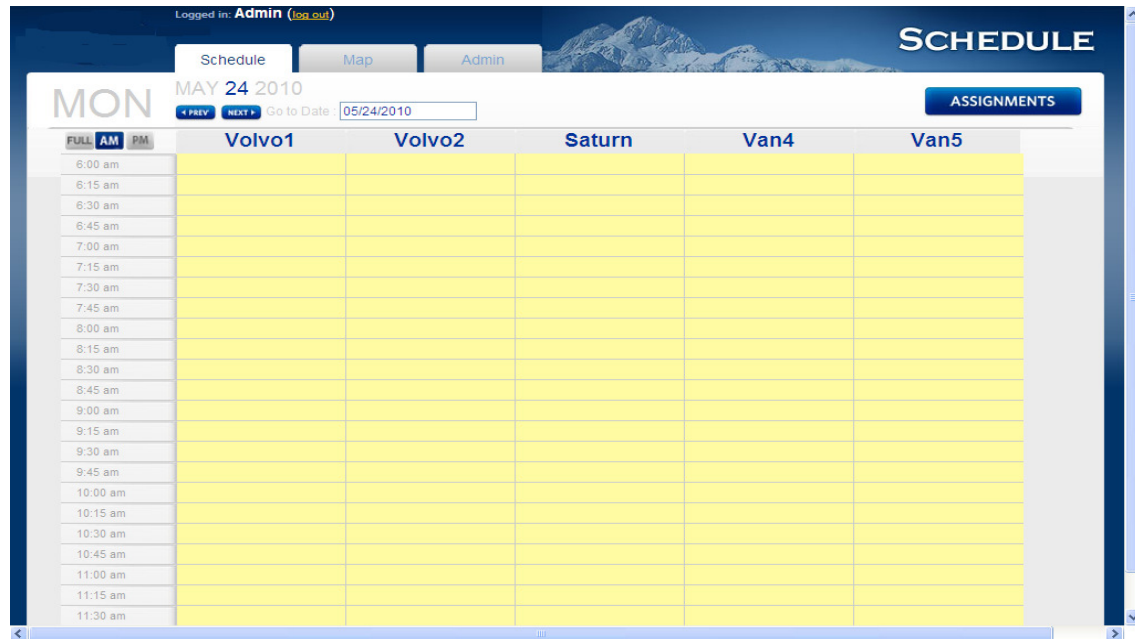 Logged in: Admin (log out)
SCHEDULE
Schedule Map Admin
MON
MAY 24 2010
PREV NEXT Go to Date : 05/24/2010
ASSIGNMENTS
FULL AM PM Volvo1 Volvo2 Saturn Van4 Van5
6:00 am
6:15 am
6:30 am
6:45 am
7:00 am
7:15 am
7:30 am
7:45 am
8:00 am
8:15 am
8:30 am
8:45 am
9:00 am
9:15 am
9:30 am
9:45 am
10:00 am
10:15 am
10:30 am
10:45 am
11:00 am
11:15 am
11:30 am